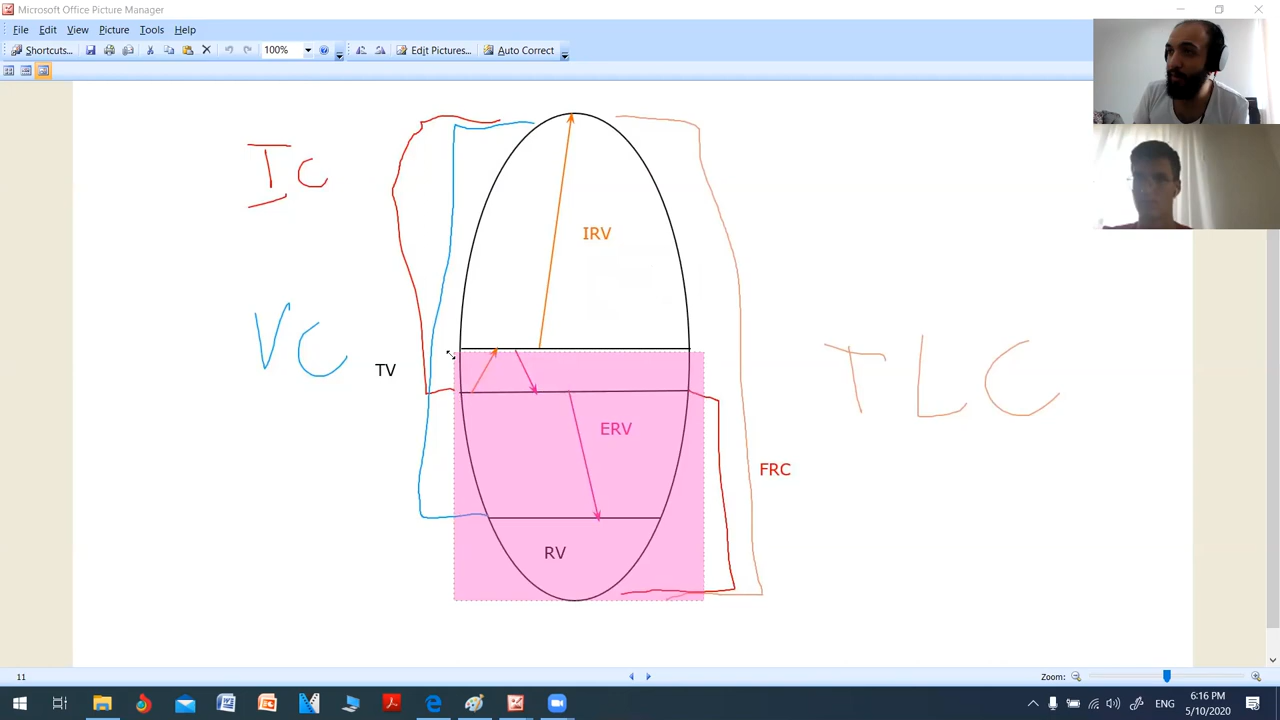 Microsoft Office Picture Manager
File Edit View Picture Tools Help
Shortcuts... 100% Edit Pictures... Auto Correct
IC
IRV
VC
TV
TLC
ERV
FRC
RV
11
Zoom:
ENG
6:16 PM
5/10/2020